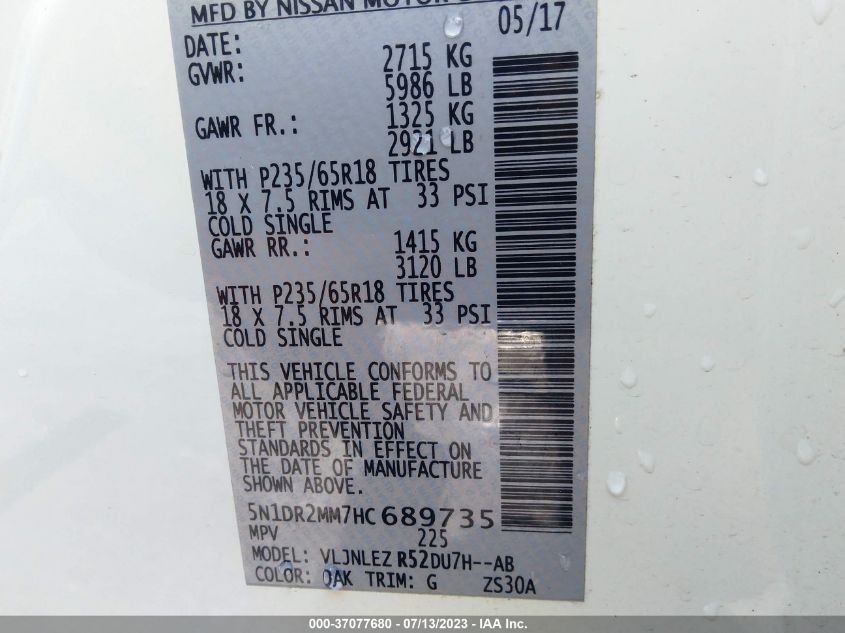 MFD BY NISSAN MOTOR
DATE: 05/17
GVWR: 2715 KG
5986 LB
GAWR FR.: 1325 KG
2921 LB
WITH P235/65R18 TIRES
18 X 7.5 RIMS AT 33 PSI
COLD SINGLE
GAWR RR.: 1415 KG
3120 LB
WITH P235/65R18 TIRES
18 X 7.5 RIMS AT 33 PSI
COLD SINGLE
THIS VEHICLE CONFORMS TO
ALL APPLICABLE FEDERAL
MOTOR VEHICLE SAFETY AND
THEFT PREVENTION
STANDARDS IN EFFECT ON
THE DATE OF MANUFACTURE
SHOWN ABOVE.
5N1DR2MM7HC689735
MPV 225
MODEL: VLJNLEZ R52DU7H--AB
COLOR: QAK TRIM: G ZS30A
000-37077680 - 07/13/2023 - IAA Inc.